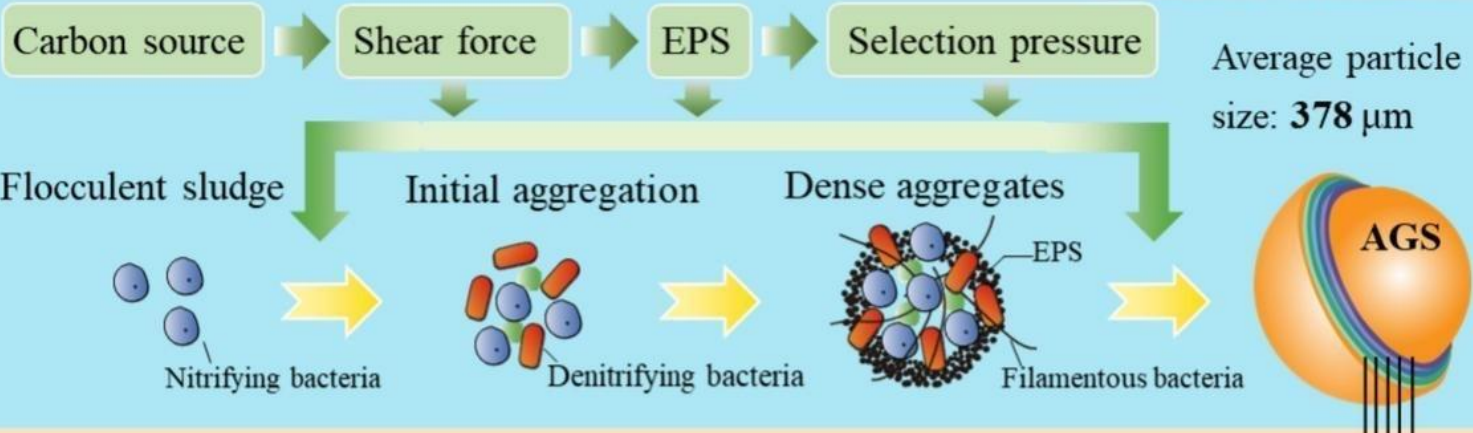 Carbon source
Shear force
EPS
Selection pressure
Average particle
size: 378 μm
Flocculent sludge
Initial aggregation
Dense aggregates
AGS
EPS
Nitrifying bacteria
Denitrifying bacteria
Filamentous bacteria